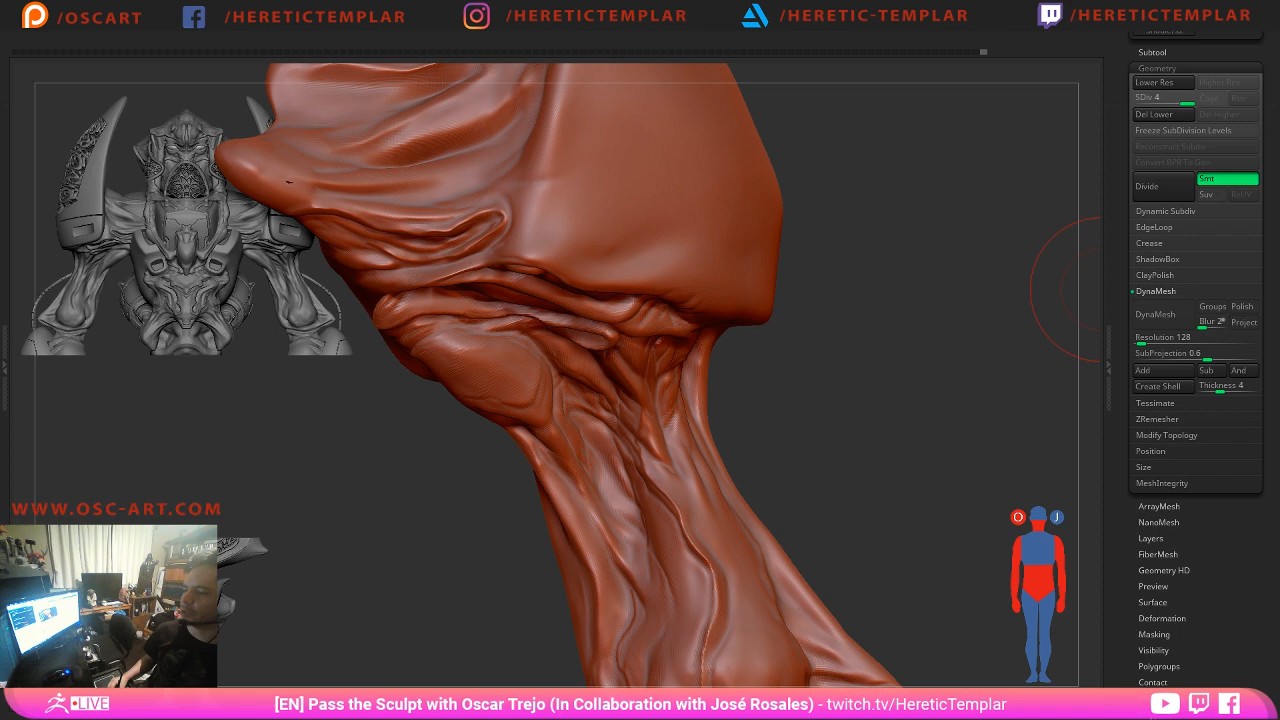 /OSCART
/HERETICTEMPLAR
/HERETICTEMPLAR
/HERETIC-TEMPLAR
/HERETICTEMPLAR
Subtool
Geometry
Lower Res Higher Res
SDiv 4 Cage Rstr
Del Lower Del Higher
Freeze SubDivision Levels
Reconstruct Subdiv
Convert BPR To Geo
Divide
Smt
Suv ReUV
Dynamic Subdiv
EdgeLoop
Crease
ShadowBox
ClayPolish
DynaMesh
DynaMesh
Groups Polish
Blur 2 Project
Resolution 128
SubProjection 0.6
Add Sub And
Create Shell Thickness 4
Tessimate
ZRemesher
Modify Topology
Position
Size
MeshIntegrity
ArrayMesh
NanoMesh
Layers
FiberMesh
Geometry HD
Preview
Surface
Deformation
Masking
Visibility
Polygroups
Contact
WWW.OSC-ART.COM
O J
LIVE
[EN] Pass the Sculpt with Oscar Trejo (In Collaboration with José Rosales) - twitch.tv/HereticTemplar